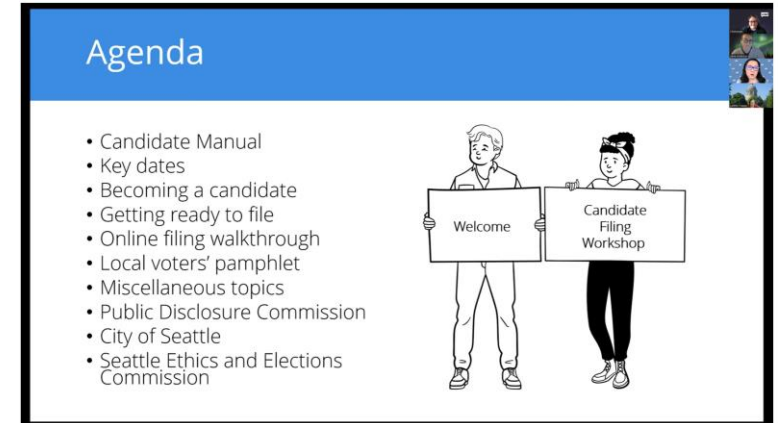 Agenda
• Candidate Manual
• Key dates
• Becoming a candidate
• Getting ready to file
• Online filing walkthrough
• Local voters’ pamphlet
• Miscellaneous topics
• Public Disclosure Commission
• City of Seattle
• Seattle Ethics and Elections
Commission
Welcome
Candidate
Filing
Workshop